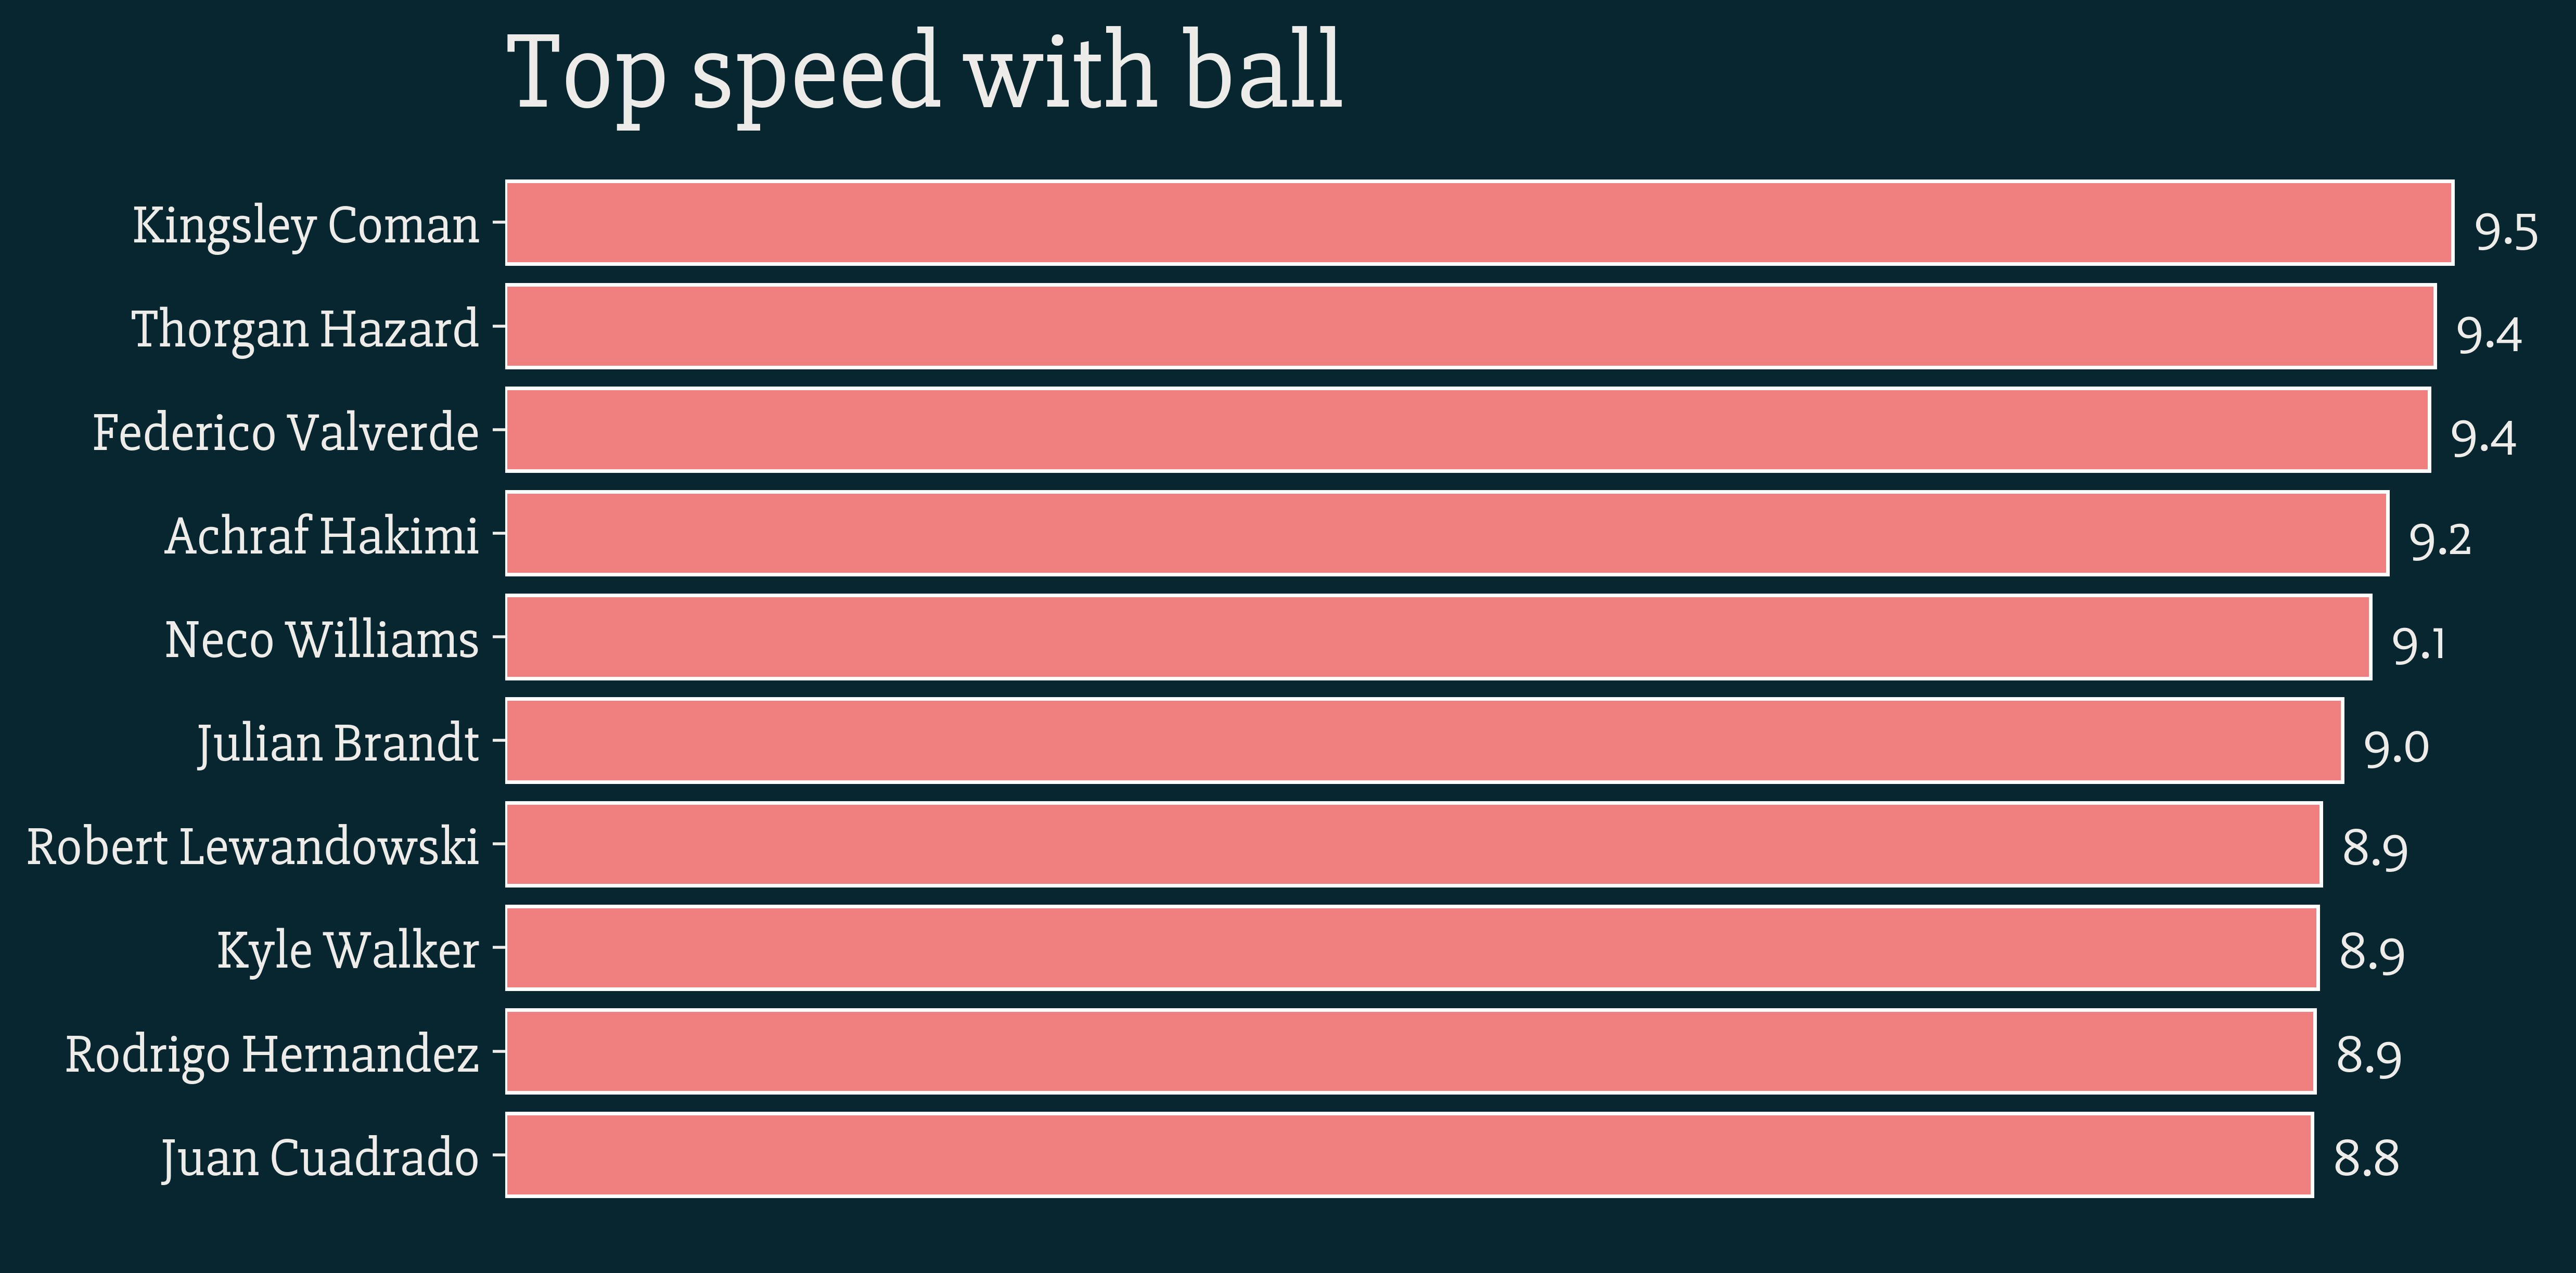 Top speed with ball
Kingsley Coman 9.5
Thorgan Hazard 9.4
Federico Valverde 9.4
Achraf Hakimi 9.2
Neco Williams 9.1
Julian Brandt 9.0
Robert Lewandowski 8.9
Kyle Walker 8.9
Rodrigo Hernandez 8.9
Juan Cuadrado 8.8